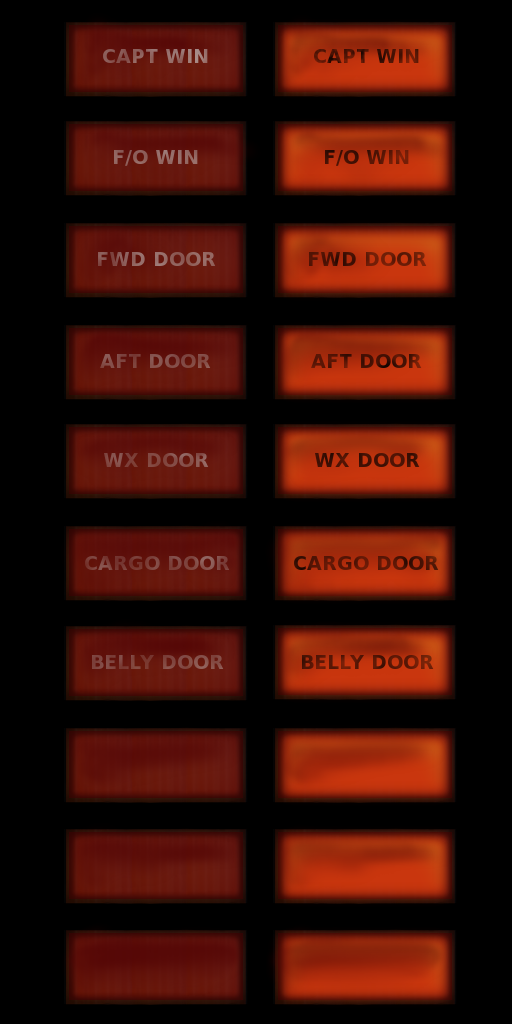 CAPT WIN CAPT WIN
F/O WIN F/O WIN
FWD DOOR FWD DOOR
AFT DOOR AFT DOOR
WX DOOR WX DOOR
CARGO DOOR CARGO DOOR
BELLY DOOR BELLY DOOR